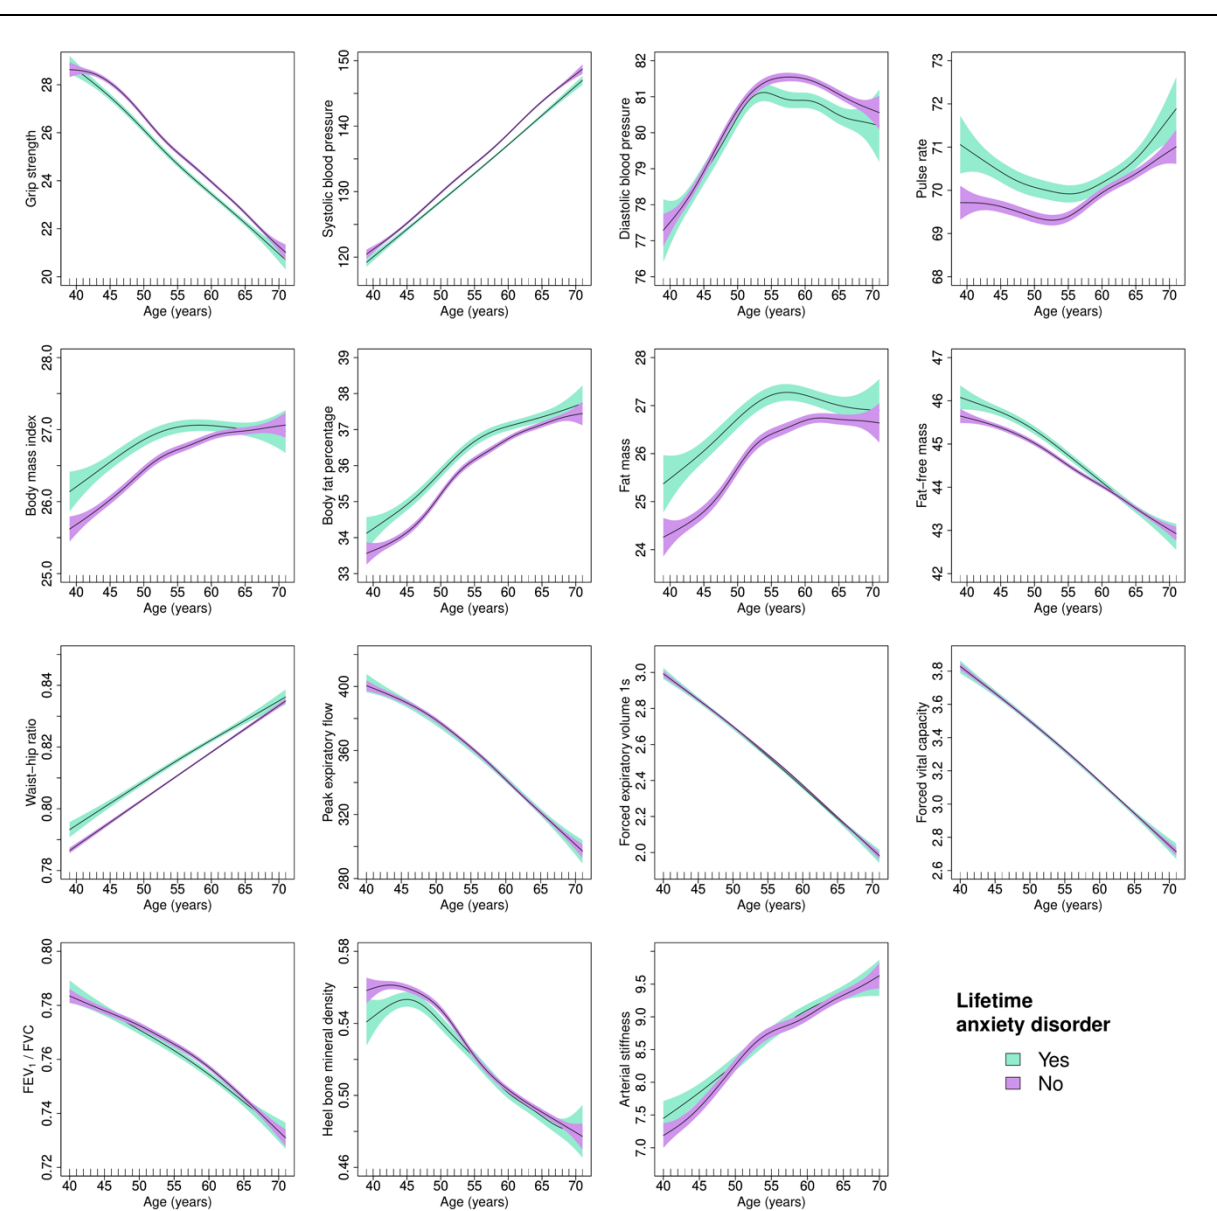 Grip strength
20 22 24 26 28
40 45 50 55 60 65 70
Age (years)
Systolic blood pressure
120 130 140 150
40 45 50 55 60 65 70
Age (years)
Diastolic blood pressure
76 77 78 79 80 81 82
40 45 50 55 60 65 70
Age (years)
Pulse rate
68 69 70 71 72 73
40 45 50 55 60 65 70
Age (years)
Body mass index
25.0 26.0 27.0 28.0
40 45 50 55 60 65 70
Age (years)
Body fat percentage
33 34 35 36 37 38 39
40 45 50 55 60 65 70
Age (years)
Fat mass
24 25 26 27 28
40 45 50 55 60 65 70
Age (years)
Fat−free mass
42 43 44 45 46 47
40 45 50 55 60 65 70
Age (years)
Waist−hip ratio
0.78 0.80 0.82 0.84
40 45 50 55 60 65 70
Age (years)
Peak expiratory flow
280 320 360 400
40 45 50 55 60 65 70
Age (years)
Forced expiratory volume 1s
2.0 2.2 2.4 2.6 2.8 3.0
40 45 50 55 60 65 70
Age (years)
Forced vital capacity
2.6 2.8 3.0 3.2 3.4 3.6 3.8
40 45 50 55 60 65 70
Age (years)
FEV₁ / FVC
0.72 0.74 0.76 0.78 0.80
40 45 50 55 60 65 70
Age (years)
Heel bone mineral density
0.46 0.50 0.54 0.58
40 45 50 55 60 65 70
Age (years)
Arterial stiffness
7.0 7.5 8.0 8.5 9.0 9.5
40 45 50 55 60 65 70
Age (years)
Lifetime
anxiety disorder
Yes
No